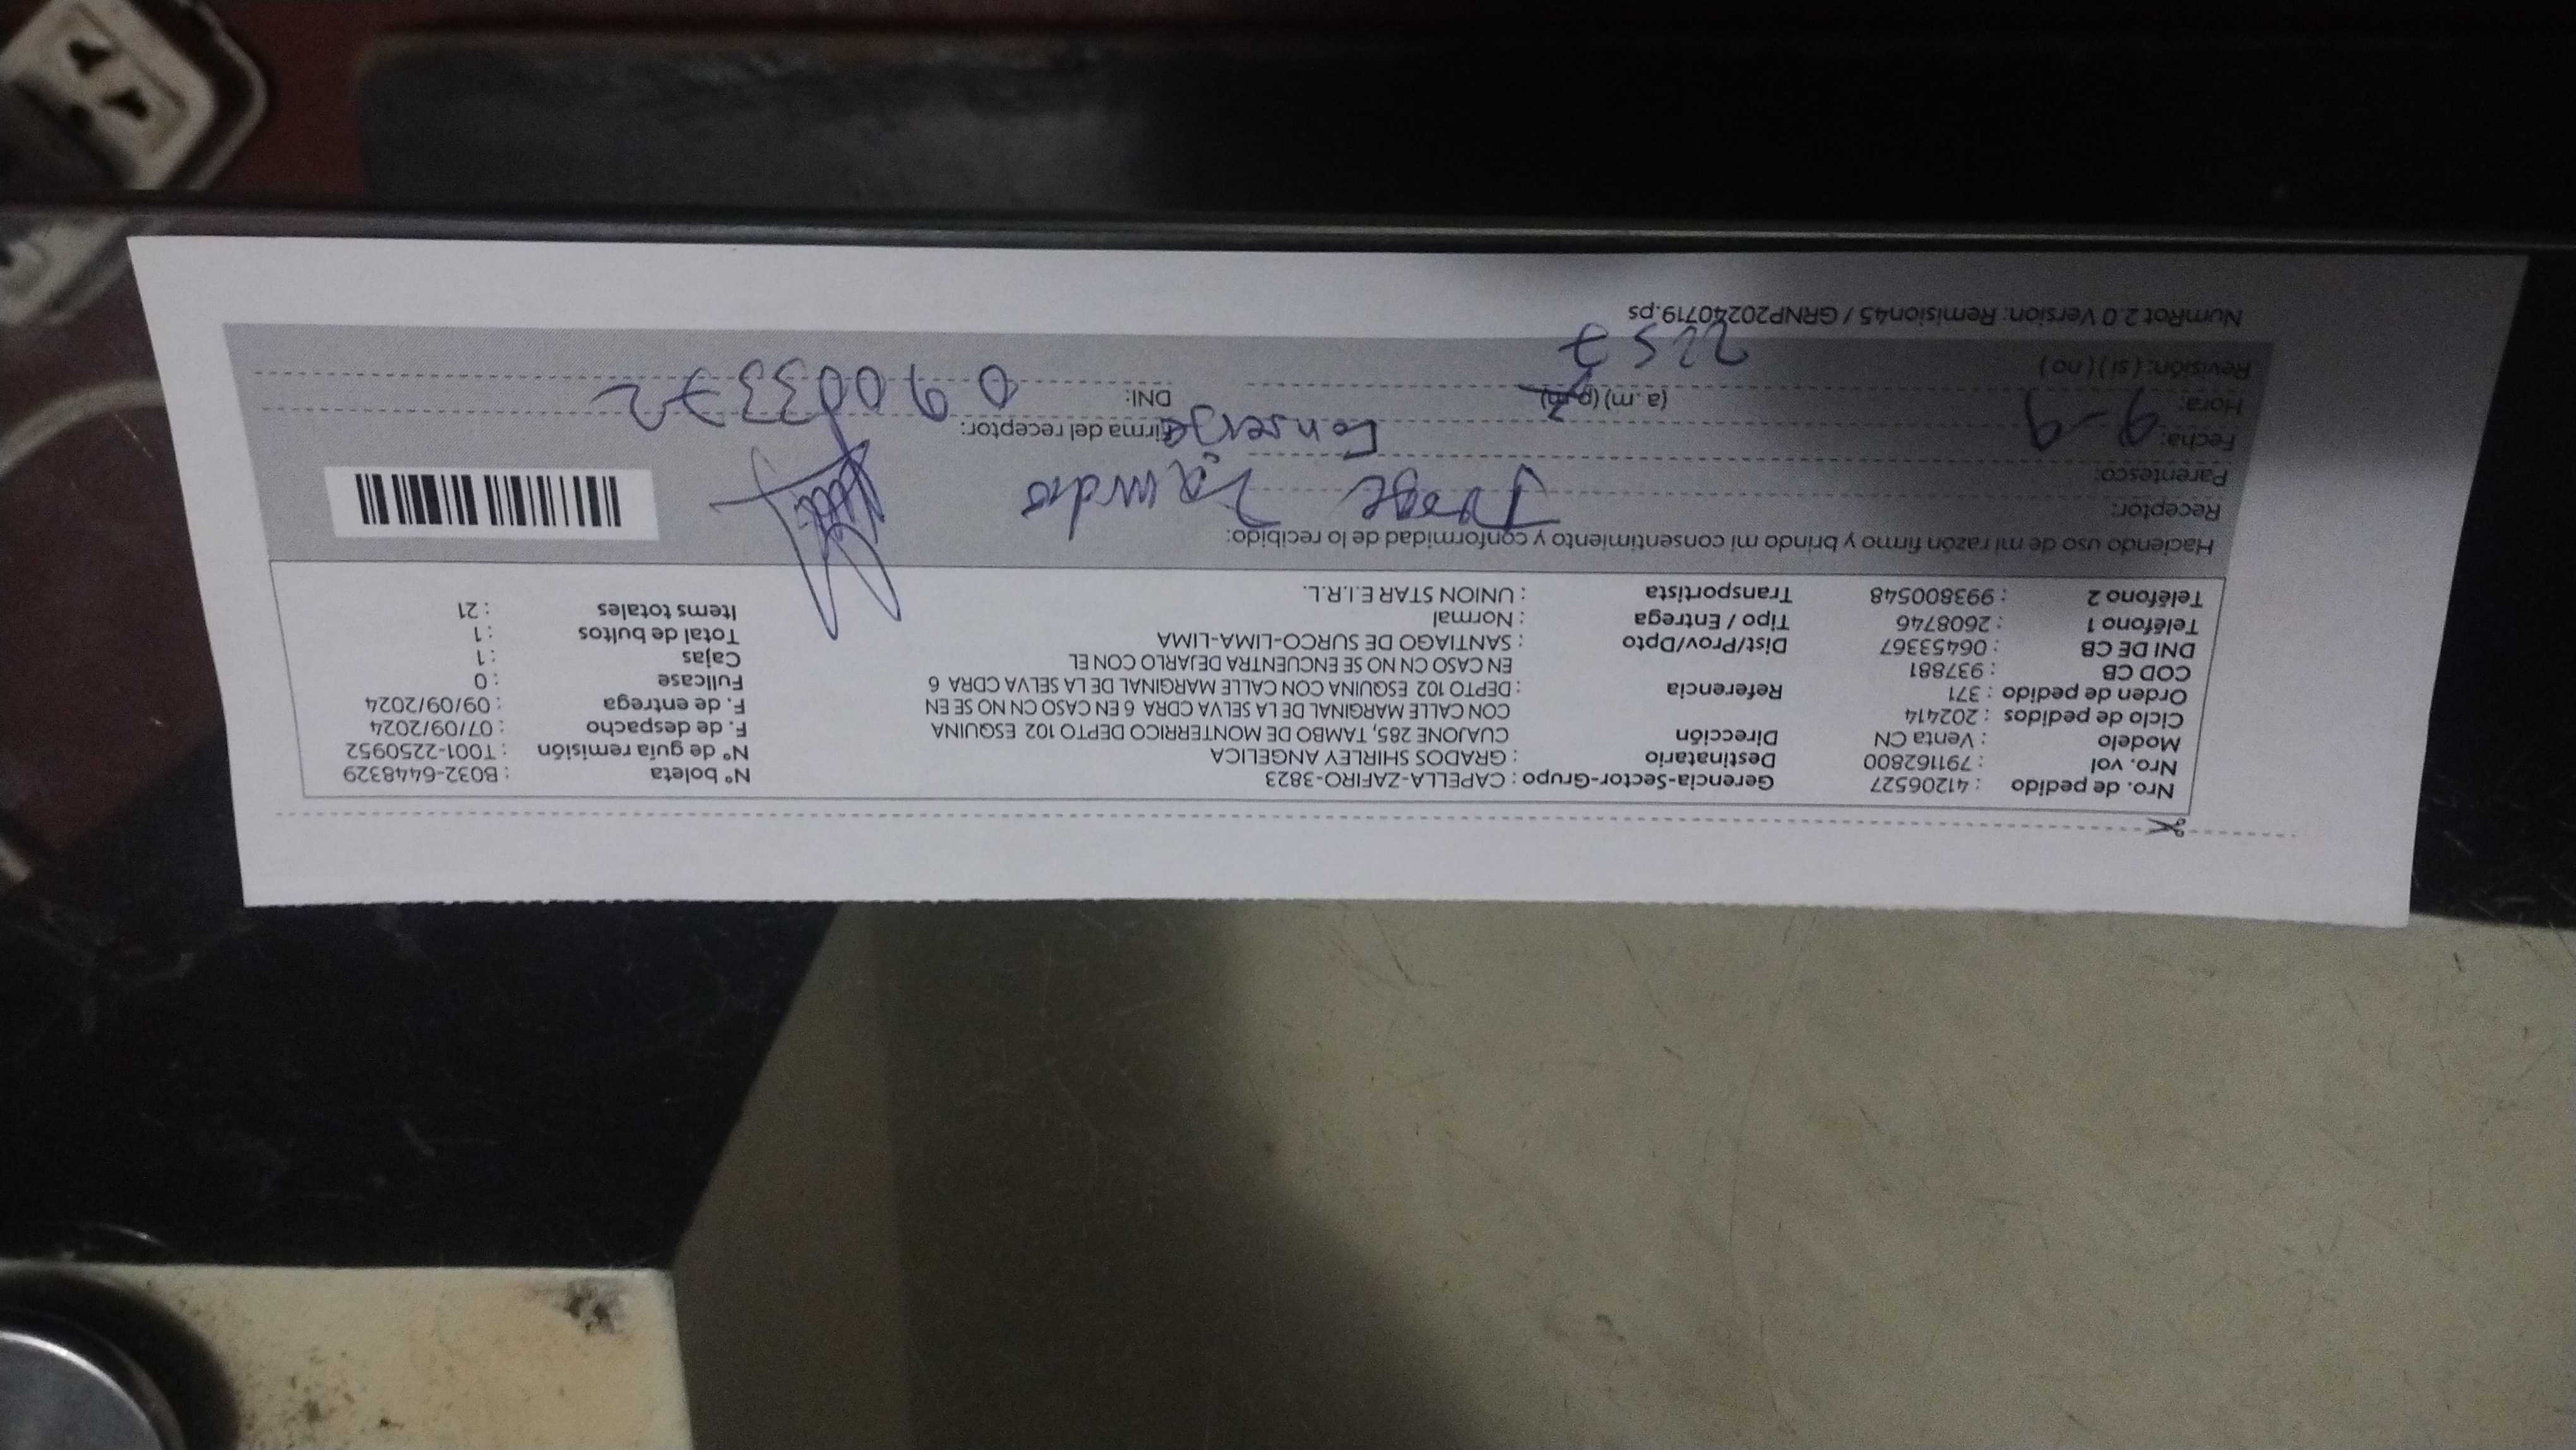 Nro. de pedido : 41206527 Gerencia-Sector-Grupo : CAPELLA-ZAFIRO-3823 N° boleta : B032-6448329
Nro. vol : 791162800 Destinatario : GRADOS SHIRLEY ANGELICA N° de guía remisión : T001-2250952
Modelo : Venta CN Dirección CUAJONE 285, TAMBO DE MONTERRICO DEPTO 102 ESQUINA F. de despacho : 07/09/2024
Ciclo de pedidos : 202414 CON CALLE MARGINAL DE LA SELVA CDRA 6 EN CASO CN NO SE EN F. de entrega : 09/09/2024
Orden de pedido : 371 Referencia : DEPTO 102 ESQUINA CON CALLE MARGINAL DE LA SELVA CDRA 6 Fullcase : 0
COD CB : 937881 EN CASO CN NO SE ENCUENTRA DEJARLO CON EL Cajas : 1
DNI DE CB : 06453367 Dist/Prov/Dpto : SANTIAGO DE SURCO-LIMA-LIMA Total de bultos : 1
Teléfono 1 : 2608746 Tipo / Entrega : Normal Items totales : 21
Teléfono 2 : 993800548 Transportista : UNION STAR E.I.R.L.
Haciendo uso de mi razón firmo y brindo mi consentimiento y conformidad de lo recibido:
Receptor: Jorge
Parentesco: Conserje
Fecha: 9-9 Firma del receptor:
Hora: (a.m) (p.m) DNI: 09003372
Revisión: ( si ) ( no ) 2257
NumRot 2.0 Version: Remision45 / GRNP20240719.ps